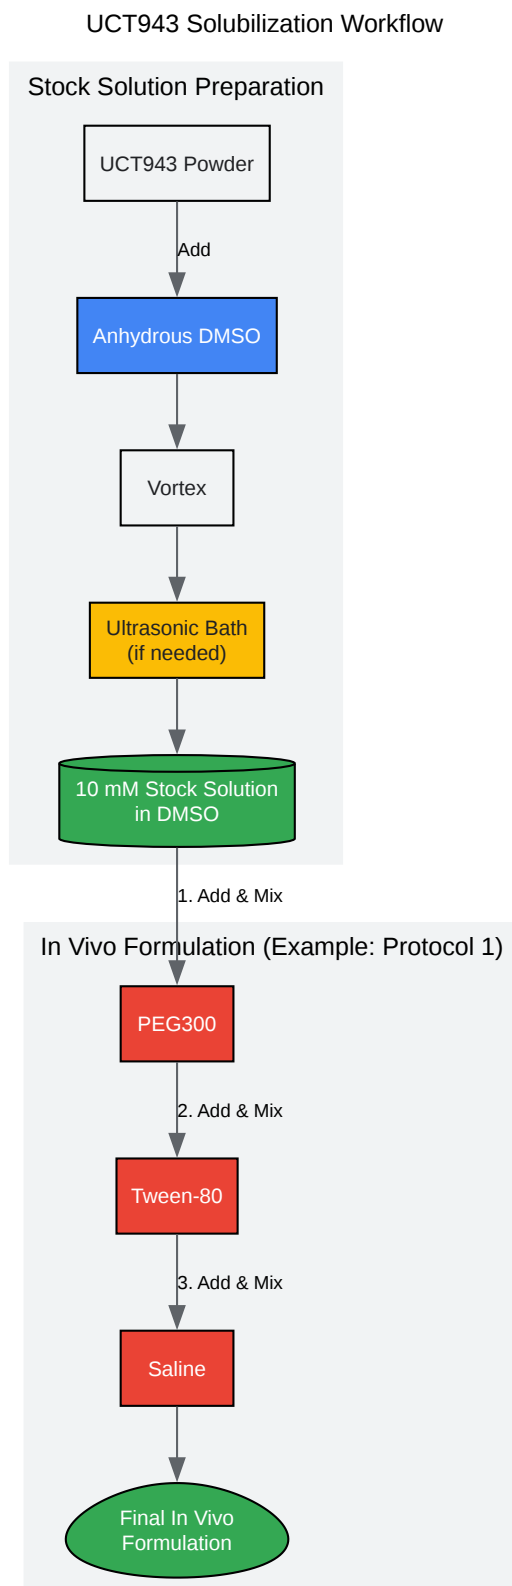 UCT943 Solubilization Workflow
Stock Solution Preparation
UCT943 Powder
Add
Anhydrous DMSO
Vortex
Ultrasonic Bath
(if needed)
10 mM Stock Solution
in DMSO
1. Add & Mix
In Vivo Formulation (Example: Protocol 1)
PEG300
2. Add & Mix
Tween-80
3. Add & Mix
Saline
Final In Vivo
Formulation